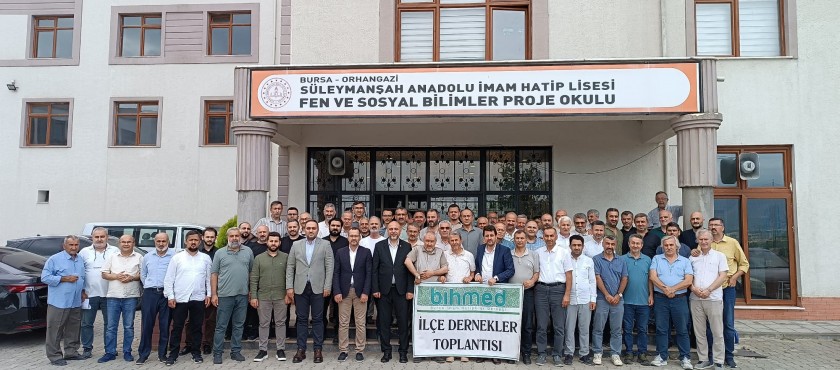 BURSA - ORHANGAZİ
SÜLEYMANŞAH ANADOLU İMAM HATİP LİSESİ
FEN VE SOSYAL BİLİMLER PROJE OKULU
bihmed
İLÇE DERNEKLER
TOPLANTISI